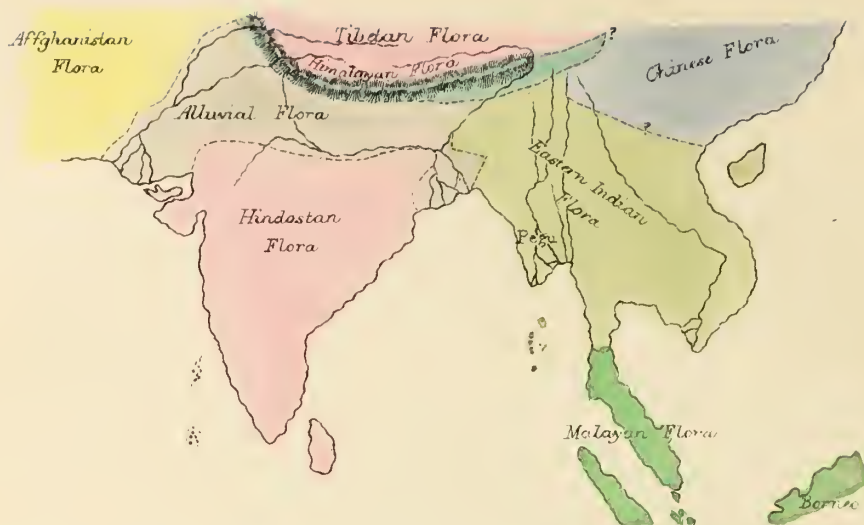 Affghanistan
Flora
Tibetan Flora
?
Himalayan Flora
Chinese Flora
Alluvial Flora
?
Eastern Indian
Flora
Hindostan
Flora
Pegu
Malayan Flora
Borneo